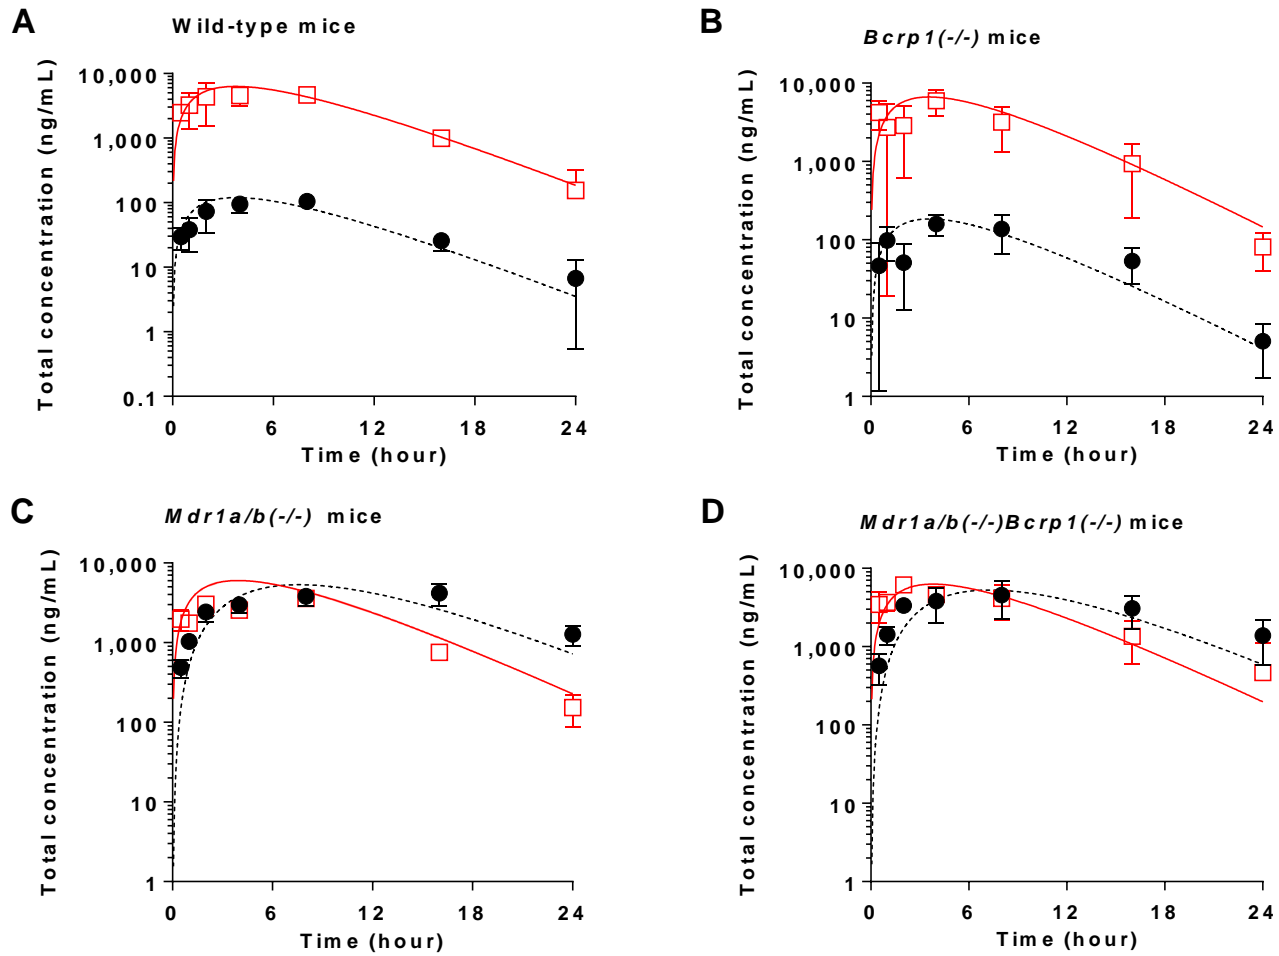 A
Wild-type mice
Total concentration (ng/mL)
10,000
1,000
100
10
1
0.1
0 6 12 18 24
Time (hour)
B
Bcrp1(-/-) mice
Total concentration (ng/mL)
10,000
1,000
100
10
1
0 6 12 18 24
Time (hour)
C
Mdr1a/b(-/-) mice
Total concentration (ng/mL)
10,000
1,000
100
10
1
0 6 12 18 24
Time (hour)
D
Mdr1a/b(-/-)Bcrp1(-/-) mice
Total concentration (ng/mL)
10,000
1,000
100
10
1
0 6 12 18 24
Time (hour)